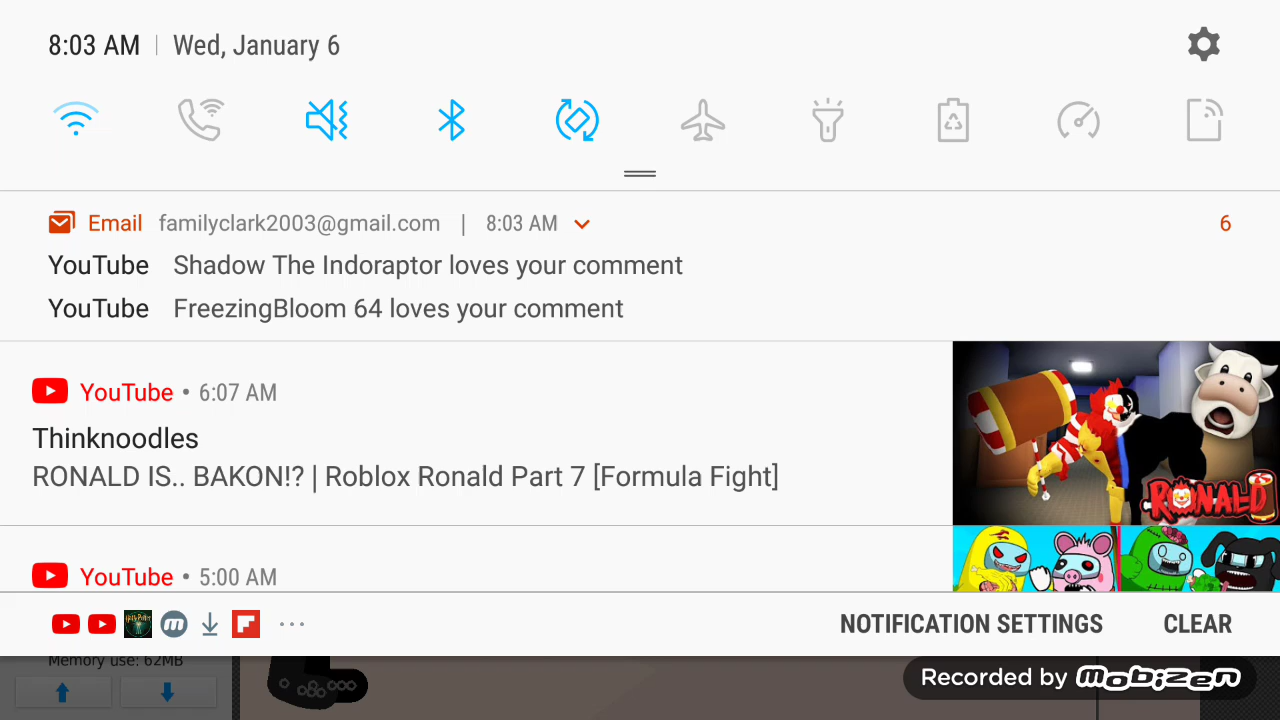 8:03 AM | Wed, January 6
Email familyclark2003@gmail.com | 8:03 AM 6
YouTube Shadow The Indoraptor loves your comment
YouTube FreezingBloom 64 loves your comment
YouTube • 6:07 AM
Thinknoodles
RONALD IS.. BAKON!? | Roblox Ronald Part 7 [Formula Fight]
RONALD
YouTube • 5:00 AM
NOTIFICATION SETTINGS CLEAR
Memory use: 62MB
Recorded by mobizen